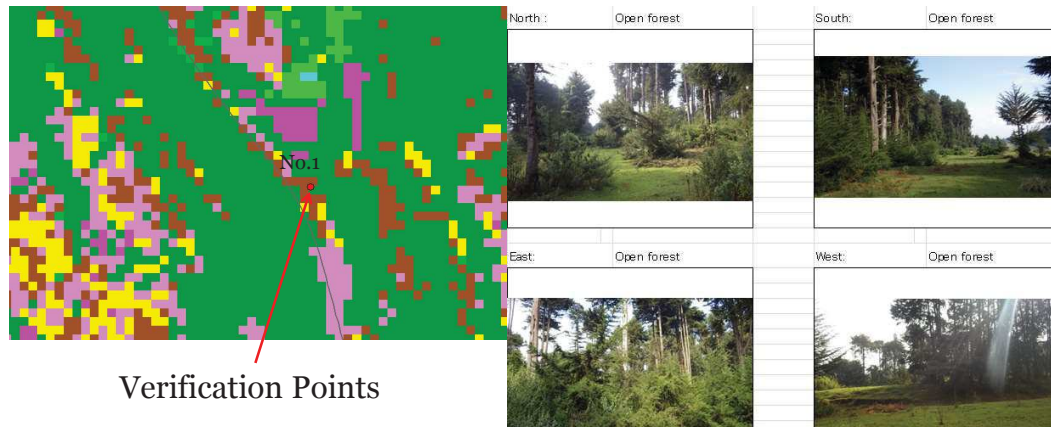 No.1
Verification Points
North : Open forest
South: Open forest
East: Open forest
West: Open forest